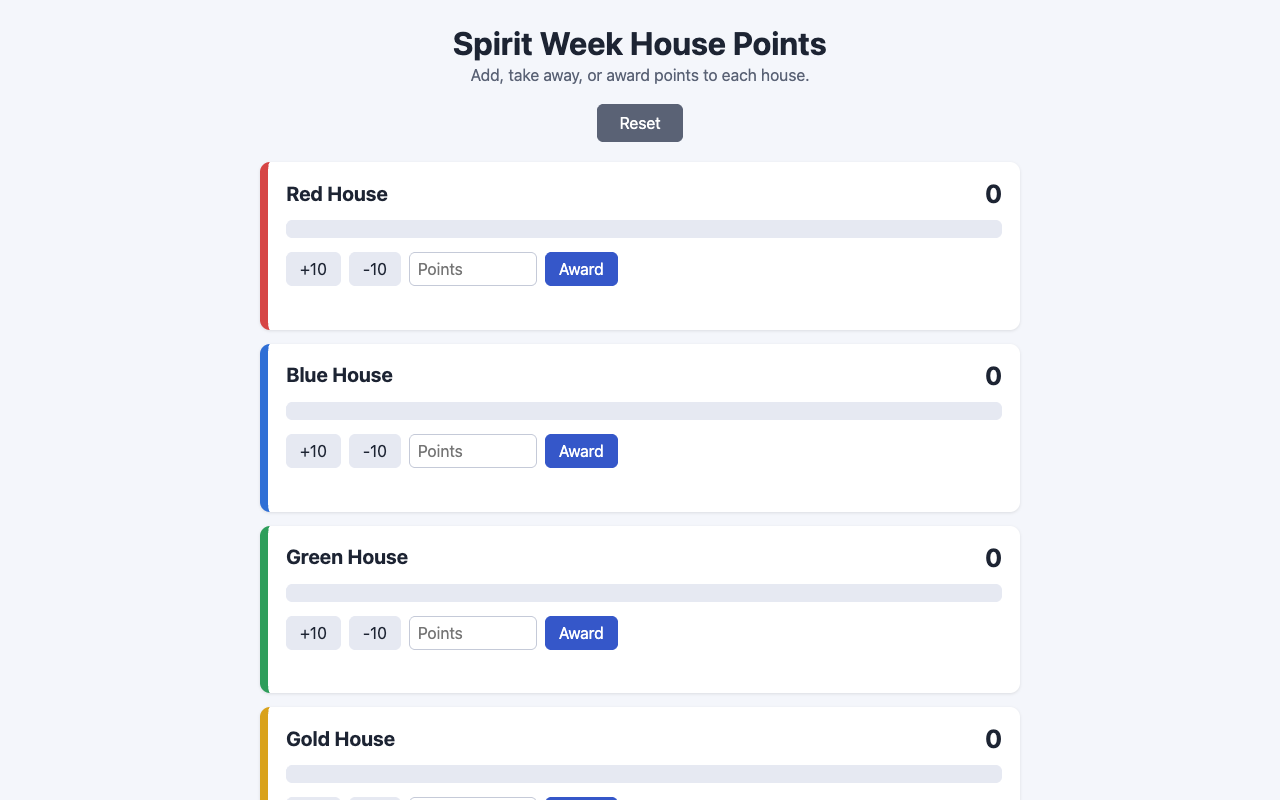 Spirit Week House Points
Add, take away, or award points to each house.
Reset
Red House 0
+10 -10 Points Award
Blue House 0
+10 -10 Points Award
Green House 0
+10 -10 Points Award
Gold House 0